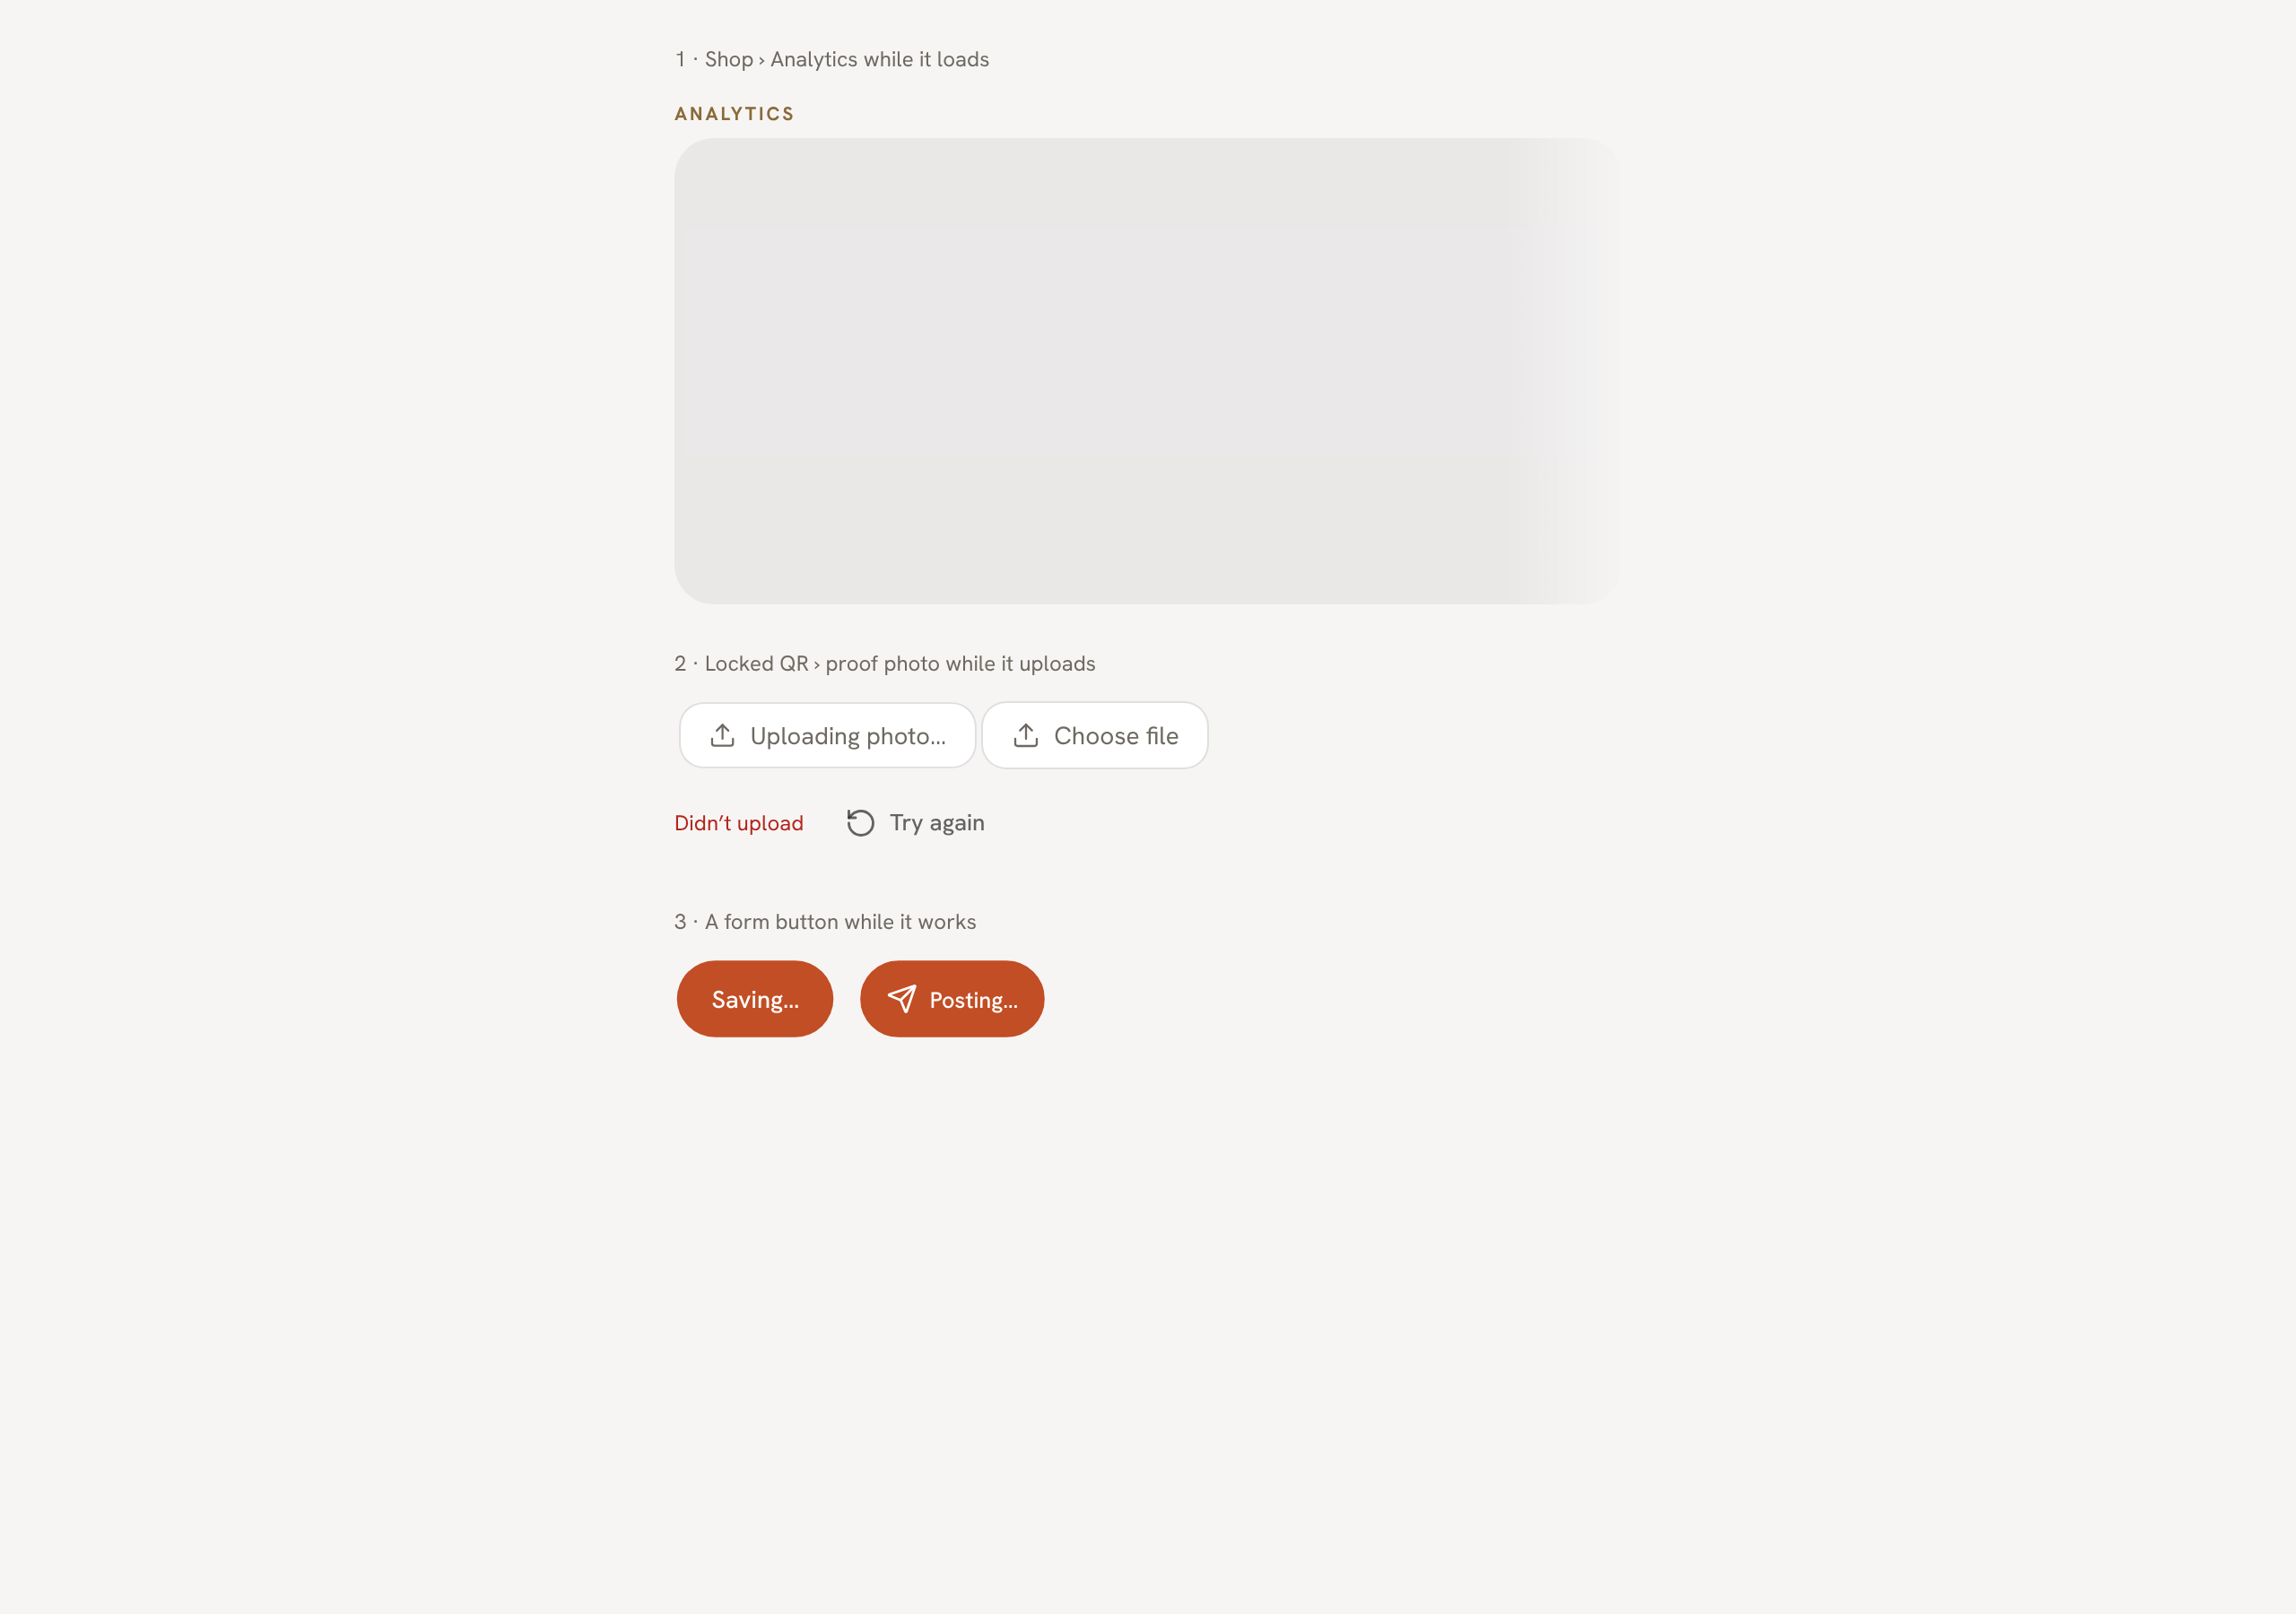 1 · Shop › Analytics while it loads
ANALYTICS
2 · Locked QR › proof photo while it uploads
Uploading photo… Choose file
Didn’t upload Try again
3 · A form button while it works
Saving… Posting…